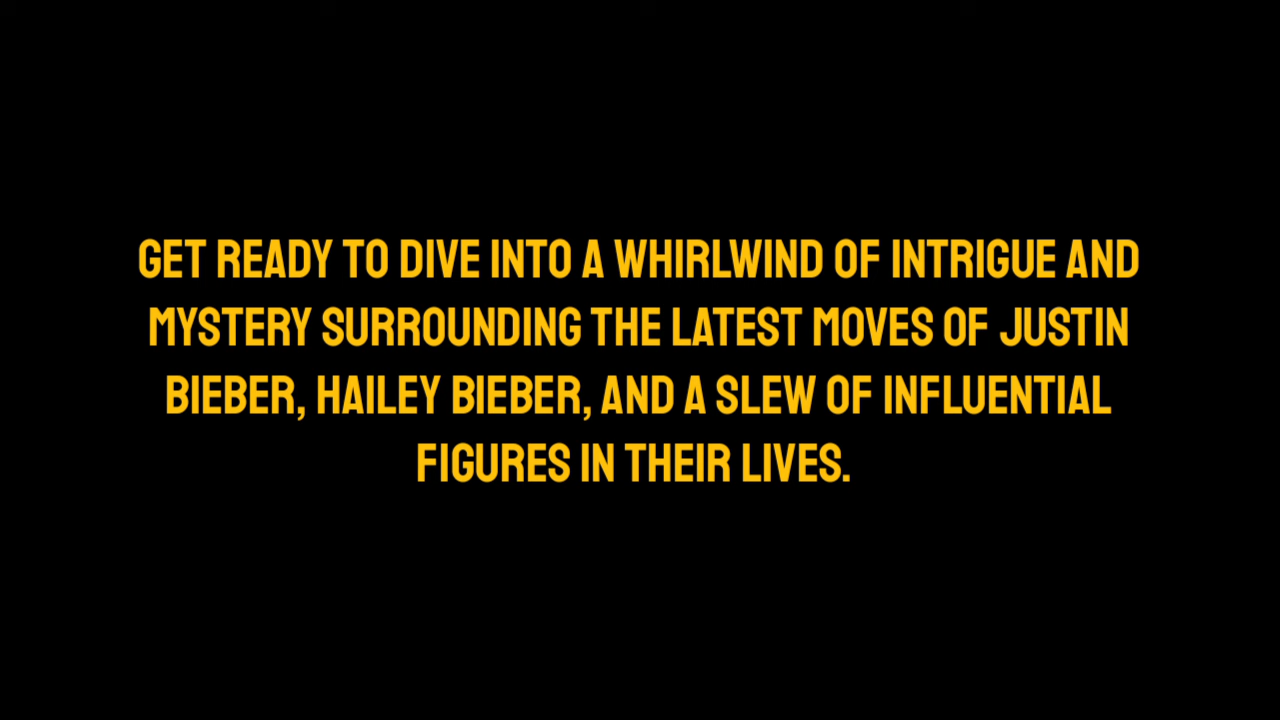 GET READY TO DIVE INTO A WHIRLWIND OF INTRIGUE AND
MYSTERY SURROUNDING THE LATEST MOVES OF JUSTIN
BIEBER, HAILEY BIEBER, AND A SLEW OF INFLUENTIAL
FIGURES IN THEIR LIVES.